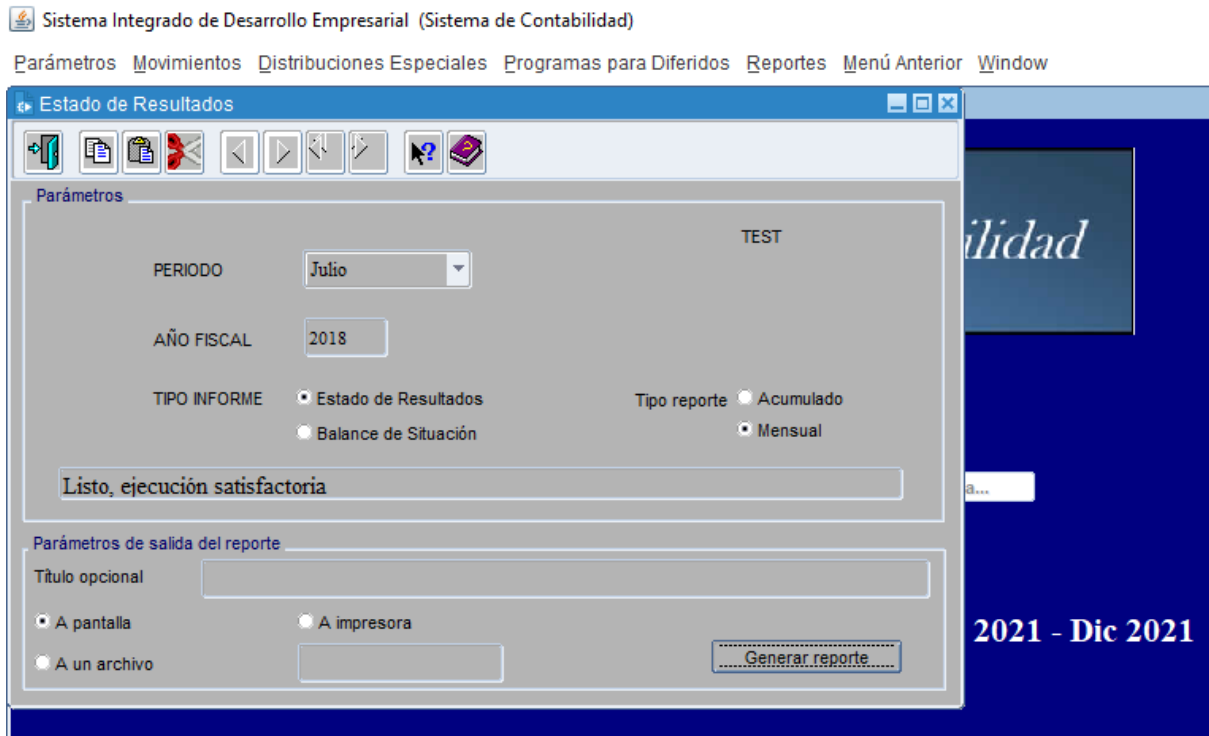 Sistema Integrado de Desarrollo Empresarial (Sistema de Contabilidad)
Parámetros Movimientos Distribuciones Especiales Programas para Diferidos Reportes Menú Anterior Window
Estado de Resultados
Parámetros
TEST
ilidad
PERIODO Julio
AÑO FISCAL 2018
TIPO INFORME Estado de Resultados Tipo reporte Acumulado
Balance de Situación Mensual
Listo, ejecución satisfactoria
a...
Parámetros de salida del reporte
Título opcional
A pantalla A impresora
2021 - Dic 2021
A un archivo Generar reporte